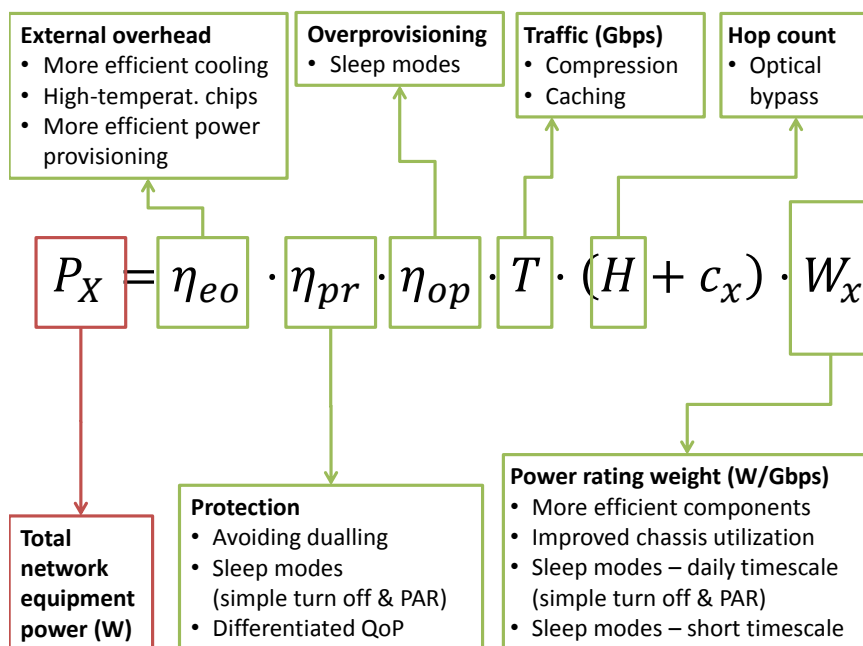 External overhead
• More efficient cooling
• High-temperat. chips
• More efficient power
provisioning
Overprovisioning
• Sleep modes
Traffic (Gbps)
• Compression
• Caching
Hop count
• Optical
bypass
P_X = η_eo · η_pr · η_op · T · (H + c_x) · W_x
Total
network
equipment
power (W)
Protection
• Avoiding dualling
• Sleep modes
(simple turn off & PAR)
• Differentiated QoP
Power rating weight (W/Gbps)
• More efficient components
• Improved chassis utilization
• Sleep modes – daily timescale
(simple turn off & PAR)
• Sleep modes – short timescale